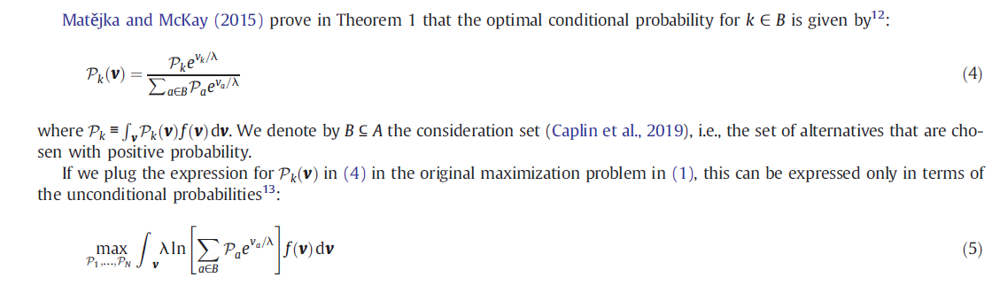 Matějka and McKay (2015) prove in Theorem 1 that the optimal conditional probability for k ∈ B is given by¹²:
𝒫ₖ(𝒗) = 𝒫ₖe^{vₖ/λ} / ∑_{a∈B} 𝒫ₐe^{vₐ/λ} (4)
where 𝒫ₖ ≡ ∫_𝒗 𝒫ₖ(𝒗)f(𝒗) d𝒗. We denote by B ⊆ A the consideration set (Caplin et al., 2019), i.e., the set of alternatives that are cho-
sen with positive probability.
If we plug the expression for 𝒫ₖ(𝒗) in (4) in the original maximization problem in (1), this can be expressed only in terms of
the unconditional probabilities¹³:
max_{𝒫₁,...,𝒫_N} ∫_𝒗 λ ln [∑_{a∈B} 𝒫ₐe^{vₐ/λ}] f(𝒗) d𝒗 (5)